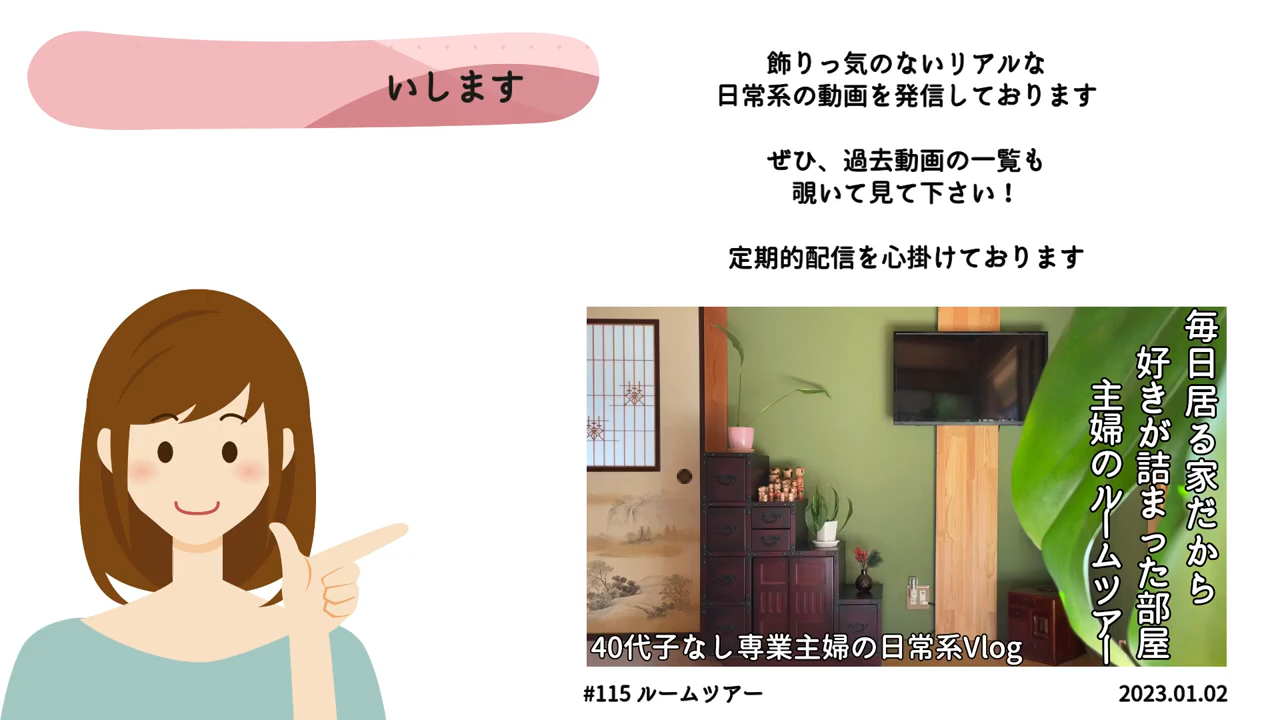 いします
飾りっ気のないリアルな
日常系の動画を発信しております
ぜひ、過去動画の一覧も
覗いて見て下さい！
定期的配信を心掛けております
毎日居る家だから
好きが詰まった部屋
主婦のルームツアー
40代子なし専業主婦の日常系Vlog
#115 ルームツアー
2023.01.02